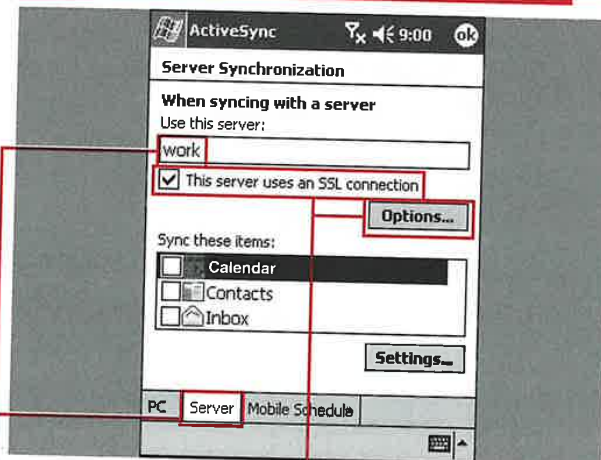 ActiveSync 9:00 ok
Server Synchronization
When syncing with a server
Use this server:
work
This server uses an SSL connection
Options...
Sync these items:
Calendar
Contacts
Inbox
Settings...
PC Server Mobile Schedule